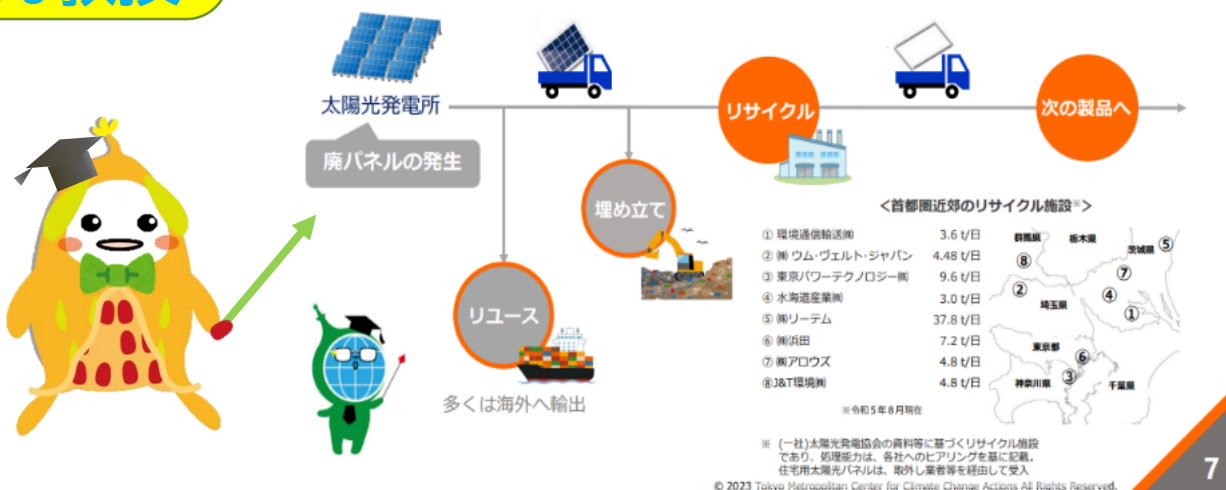 太陽光発電所
廃パネルの発生
リサイクル
次の製品へ
埋め立て
リユース
多くは海外へ輸出
<首都圏近郊のリサイクル施設※>
① 環境通信輸送㈱ 3.6 t/日
② ㈱ ウム・ヴェルト・ジャパン 4.48 t/日
③ 東京パワーテクノロジー㈱ 9.6 t/日
④ 水海道産業㈱ 3.0 t/日
⑤ ㈱リーテム 37.8 t/日
⑥ ㈱浜田 7.2 t/日
⑦ ㈱アロウズ 4.8 t/日
⑧J&T環境㈱ 4.8 t/日
※令和5年8月現在
群馬県 栃木県 茨城県 ⑤
⑧ ⑦
② ④
埼玉県 ①
東京都 ⑥
③
神奈川県 千葉県
※ (一社)太陽光発電協会の資料等に基づくリサイクル施設
であり、処理能力は、各社へのヒアリングを基に記載。
住宅用太陽光パネルは、取外し業者等を経由して受入
© 2023 Tokyo Metropolitan Center for Climate Change Actions All Rights Reserved.
7